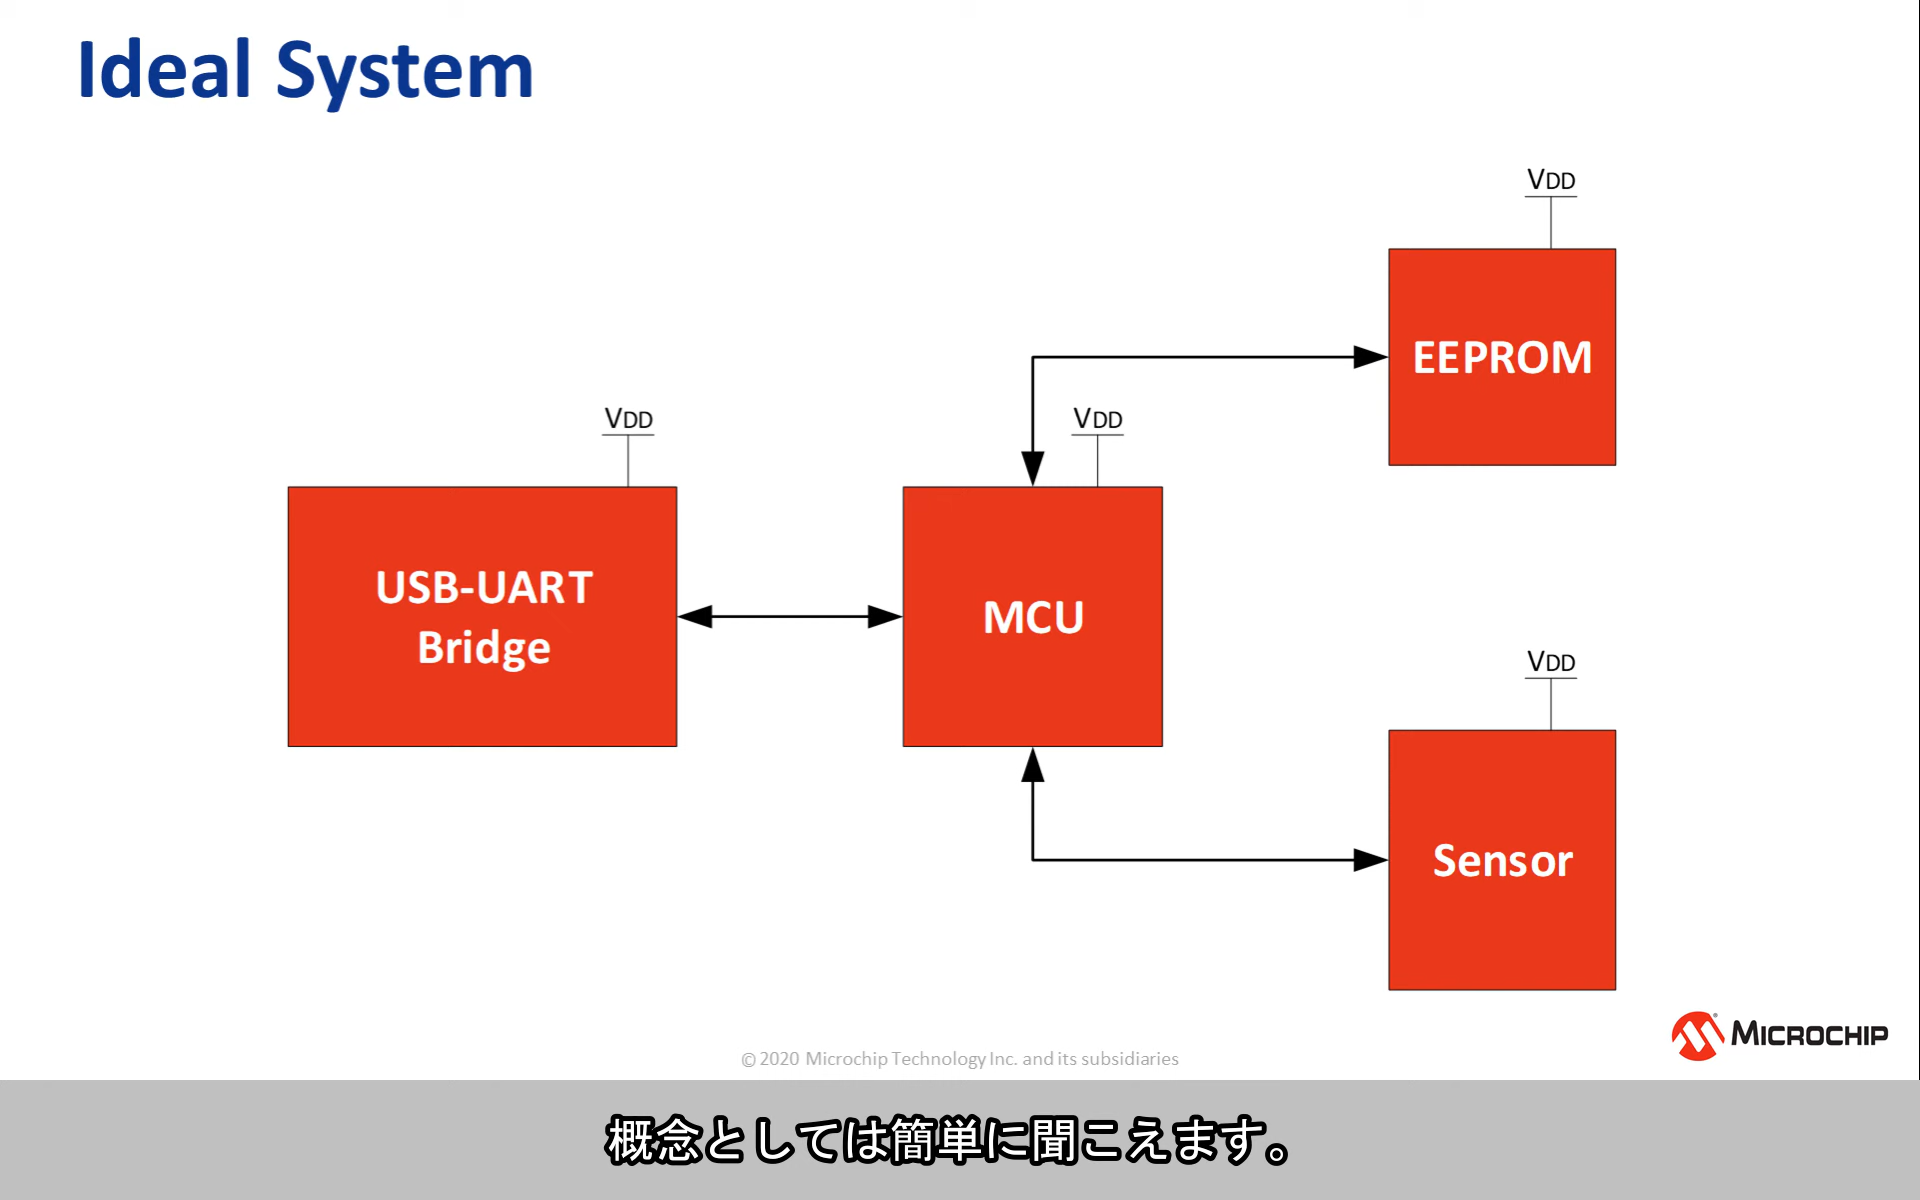 Ideal System
VDD
EEPROM
VDD
VDD
USB-UART
Bridge
MCU
VDD
Sensor
MICROCHIP
© 2020 Microchip Technology Inc. and its subsidiaries
概念としては簡単に聞こえます。